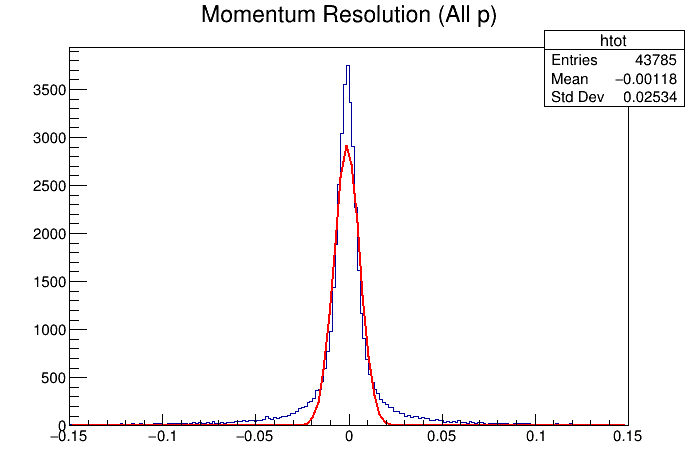 Momentum Resolution (All p)
htot
Entries 43785
Mean −0.00118
Std Dev 0.02534
3500
3000
2500
2000
1500
1000
500
0
−0.15 −0.1 −0.05 0 0.05 0.1 0.15